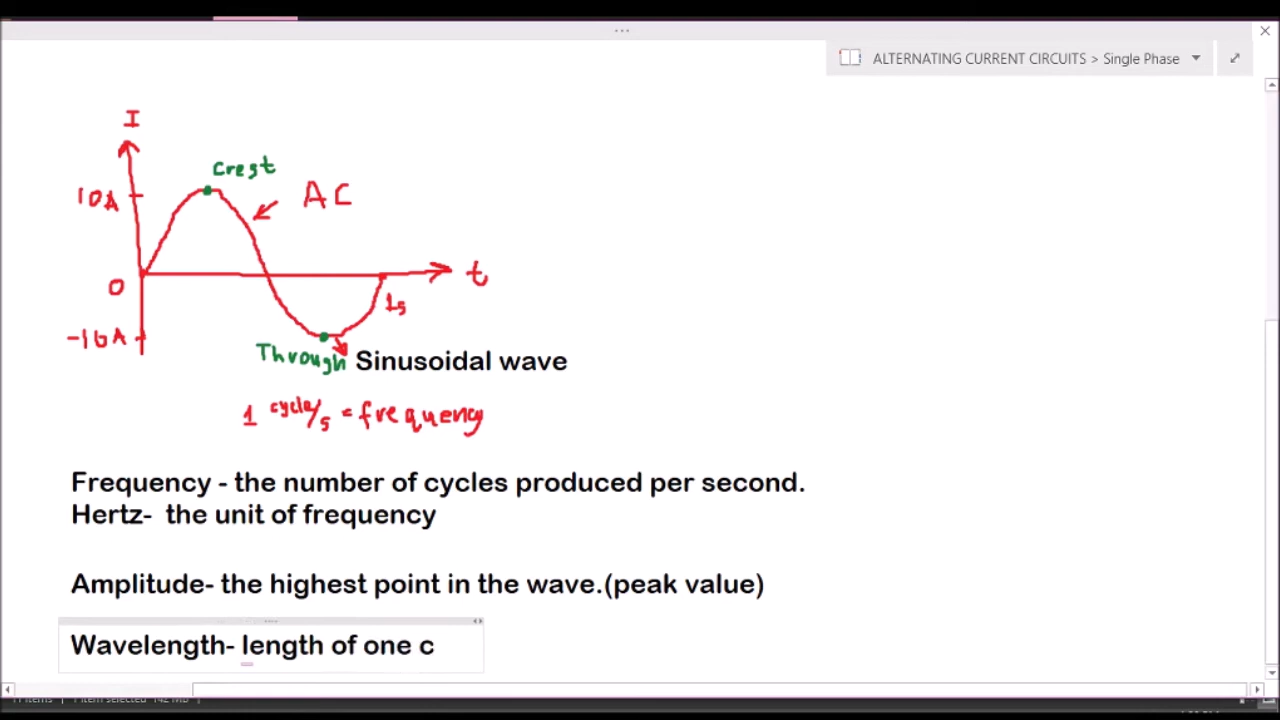 ALTERNATING CURRENT CIRCUITS > Single Phase
I
Crest
10A
AC
0
t
1s
-10A
Through
Sinusoidal wave
1 cycle/s = frequency
Frequency - the number of cycles produced per second.
Hertz- the unit of frequency
Amplitude- the highest point in the wave.(peak value)
Wavelength- length of one c